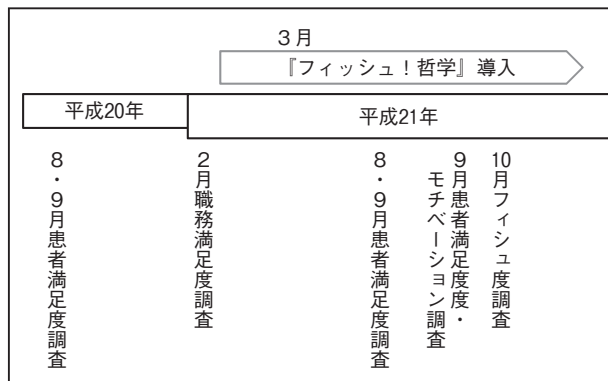 3月
『フィッシュ！哲学』導入
平成20年
平成21年
8・9月患者満足度調査
2月職務満足度調査
8・9月患者満足度調査
9月患者満足度度・
モチベーション調査
10月フィシュ度調査